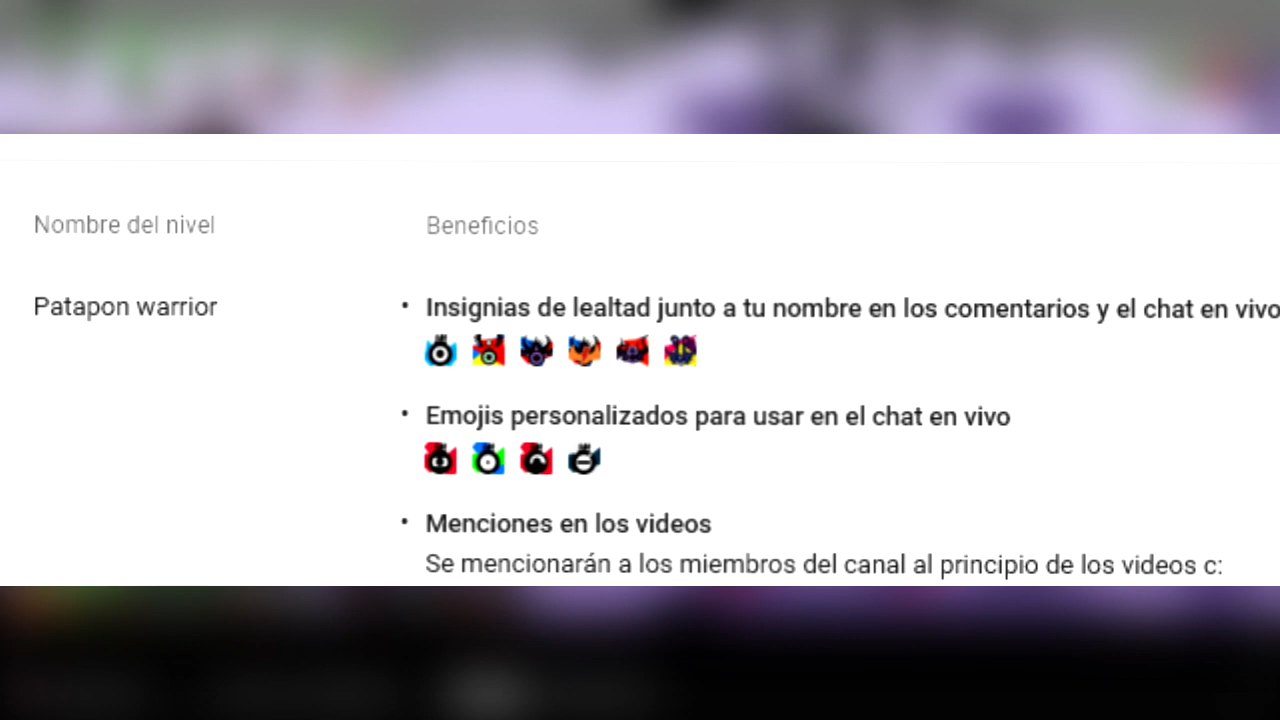 Nombre del nivel
Beneficios
Patapon warrior
• Insignias de lealtad junto a tu nombre en los comentarios y el chat en vivo
• Emojis personalizados para usar en el chat en vivo
• Menciones en los videos
Se mencionarán a los miembros del canal al principio de los videos c: